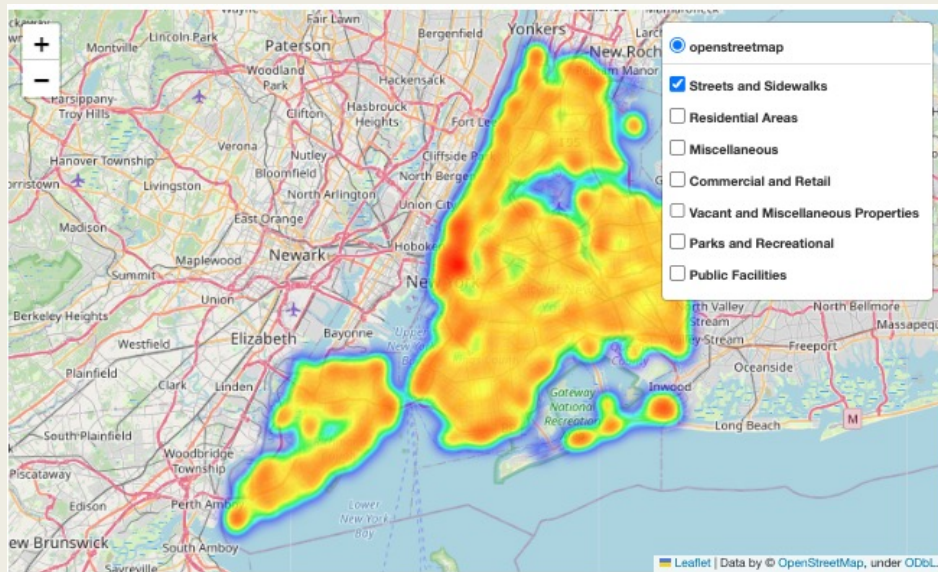 +
−
openstreetmap
Streets and Sidewalks
Residential Areas
Miscellaneous
Commercial and Retail
Vacant and Miscellaneous Properties
Parks and Recreational
Public Facilities
Fair Lawn
Bergenfield
Yonkers
Lincoln Park
Montville
Paterson
New Roch
Woodland
Park
Hackensack
Parsippany
Troy Hills
Clifton
Hasbrouck
Heights
Fort Le
Verona
Hanover Township
Nutley
Cliffside
Bloomfield
North Bergen
Livingston
North Arlington
Union City
East Orange
Madison
Maplewood
Newark
Hoboke
Summit
Union
Berkeley Heights
Bayonne
Upper
Elizabeth
Westfield
North Bellmore
Massapequ
Freeport
Oceanside
Plainfield
Linden
Clark
Inwood
Gateway
National
Recreation
Long Beach
M
South Plainfield
Woodbridge
Township
Piscataway
Edison
Perth Amb
Lower
New York
Bay
ew Brunswick
South Amboy
Sayreville
Leaflet | Data by © OpenStreetMap, under ODbL.